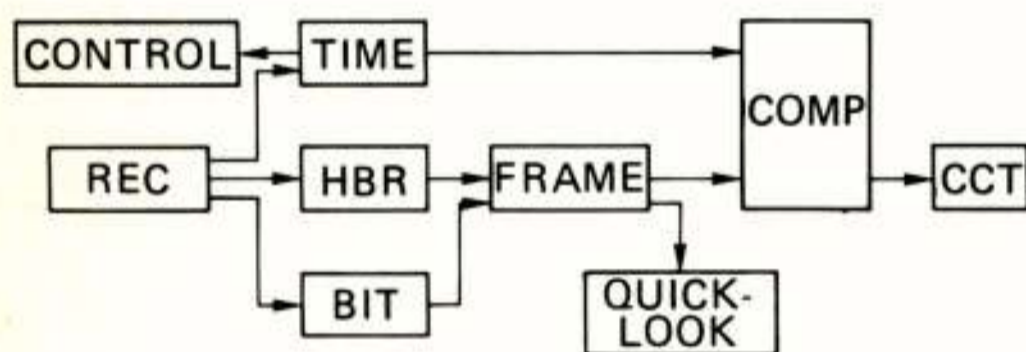 CONTROL
TIME
COMP
REC
HBR
FRAME
CCT
BIT
QUICK-
LOOK